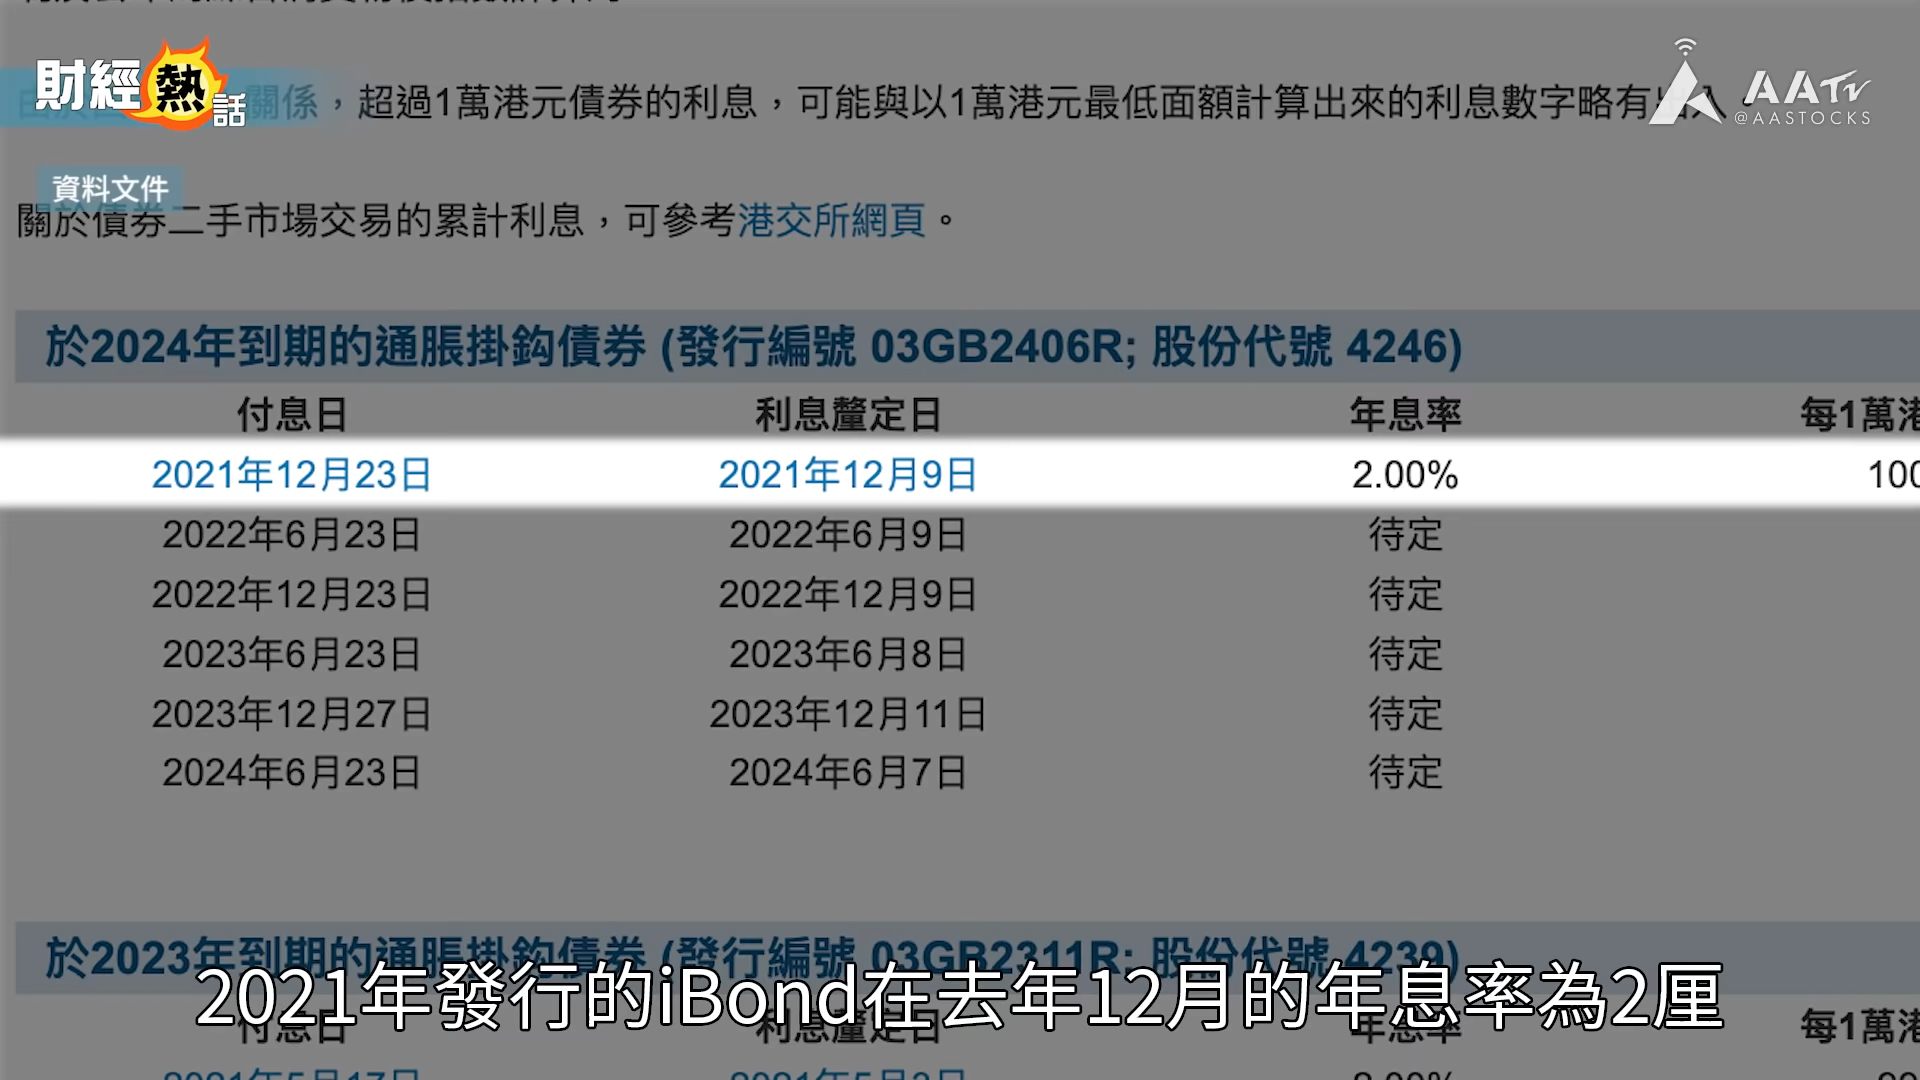 財經熱話
AATV
@AASTOCKS
關係，超過1萬港元債券的利息，可能與以1萬港元最低面額計算出來的利息數字略有出入。
資料文件
關於債券二手市場交易的累計利息，可參考港交所網頁。
於2024年到期的通脹掛鈎債券 (發行編號 03GB2406R; 股份代號 4246)
付息日 利息釐定日 年息率 每1萬港
2021年12月23日 2021年12月9日 2.00% 100
2022年6月23日 2022年6月9日 待定
2022年12月23日 2022年12月9日 待定
2023年6月23日 2023年6月8日 待定
2023年12月27日 2023年12月11日 待定
2024年6月23日 2024年6月7日 待定
於2023年到期的通脹掛鈎債券 (發行編號 03GB2311R; 股份代號 4239)
2021年發行的iBond在去年12月的年息率為2厘
付息日 利息釐定日 年息率 每1萬港